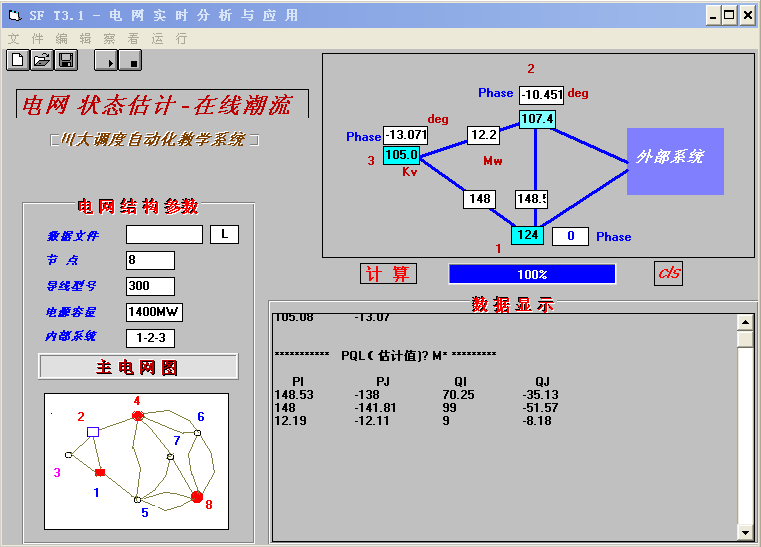 SF T3.1 - 电 网 实 时 分 析 与 应 用
文 件 编 辑 察 看 运 行
电网 状态估计 -在线潮流
川大调度自动化教学系统
电 网 结 构 参数
数据文件 L
节 点 8
导线型号 300
电源容量 1400MW
内部系统 1-2-3
主 电 网 图
4
2
6
7
3
1
5
8
2
Phase -10.451 deg
107.4
deg
Phase -13.071
12.2
3 105.0
Kv
Mw
外部系统
148 148.5
124 0 Phase
1
计 算 100% cls
数 据 显 示
105.08 -13.07
*********** PQL ( 估计值)? M* *********
PI PJ QI QJ
148.53 -138 70.25 -35.13
148 -141.81 99 -51.57
12.19 -12.11 9 -8.18